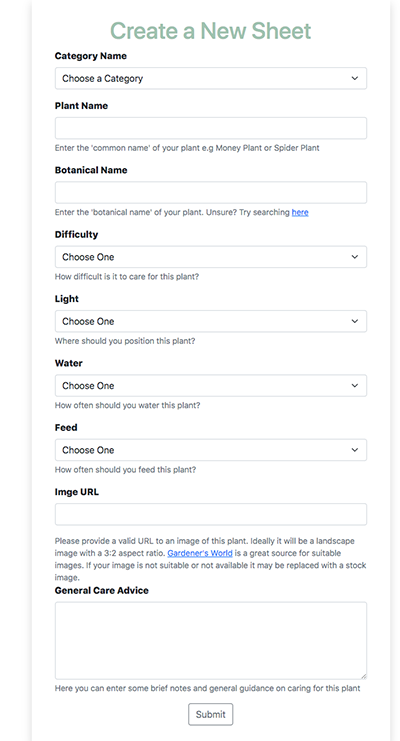 Create a New Sheet
Category Name
Choose a Category
Plant Name
Enter the 'common name' of your plant e.g Money Plant or Spider Plant
Botanical Name
Enter the 'botanical name' of your plant. Unsure? Try searching here
Difficulty
Choose One
How difficult is it to care for this plant?
Light
Choose One
Where should you position this plant?
Water
Choose One
How often should you water this plant?
Feed
Choose One
How often should you feed this plant?
Imge URL
Please provide a valid URL to an image of this plant. Ideally it will be a landscape
image with a 3:2 aspect ratio. Gardener's World is a great source for suitable
images. If your image is not suitable or not available it may be replaced with a stock
image.
General Care Advice
Here you can enter some brief notes and general guidance on caring for this plant
Submit